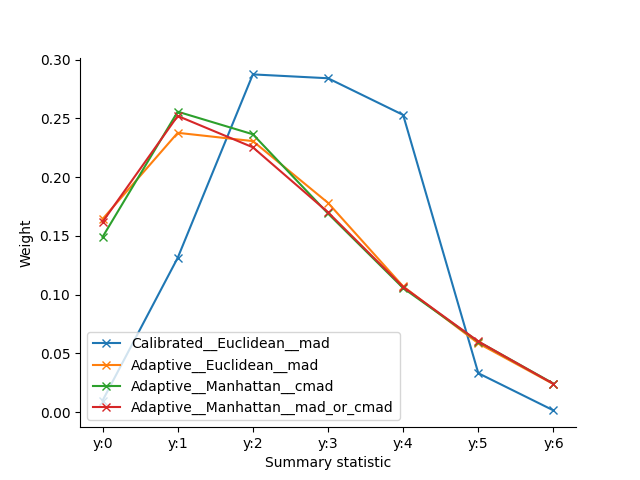 0.30
0.25
0.20
0.15
0.10
0.05
0.00
Weight
Calibrated__Euclidean__mad
Adaptive__Euclidean__mad
Adaptive__Manhattan__cmad
Adaptive__Manhattan__mad_or_cmad
y:0 y:1 y:2 y:3 y:4 y:5 y:6
Summary statistic